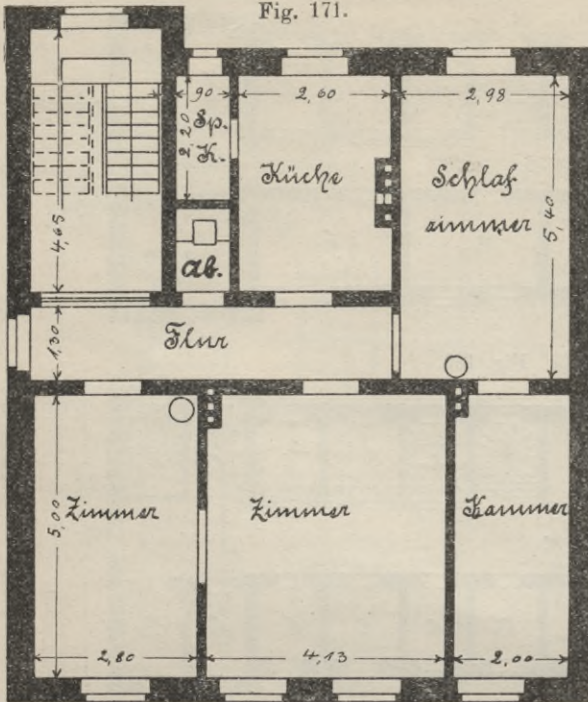 Fig. 171.
90
2,60
2,98
2,20
Sp.
K.
Küche
Schlaf
zimmer
5,40
4,65
ab.
1,30
Flur
5,00
Zimmer
Zimmer
Kammer
2,80
4,13
2,00